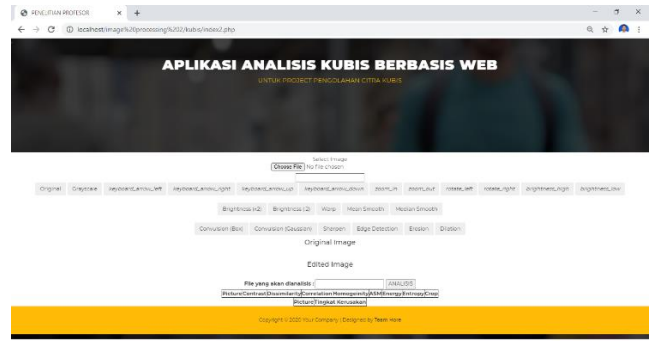 PENELITIAN PROFESOR
localhost/image%20processing%202/kubis/index2.php
APLIKASI ANALISIS KUBIS BERBASIS WEB
UNTUK PROJECT PENGOLAHAN CITRA KUBIS
Select Image
Choose File No file chosen
Original Grayscale keyboard_arrow_left keyboard_arrow_right keyboard_arrow_up keyboard_arrow_down zoom_in zoom_out rotate_left rotate_right brightness_high brightness_low
Brightness (x2) Brightness (:2) Warp Mean Smooth Median Smooth
Convulsion (Box) Convulsion (Gaussian) Sharpen Edge Detection Erosion Dilation
Original Image
Edited Image
File yang akan dianalisis : ANALISIS
Picture Contrast Dissimilarity Correlation Homogenity ASM Energy Entropy Crop
Picture Tingkat Kerusakan
Copyright © 2020 Your Company | Designed by Team More